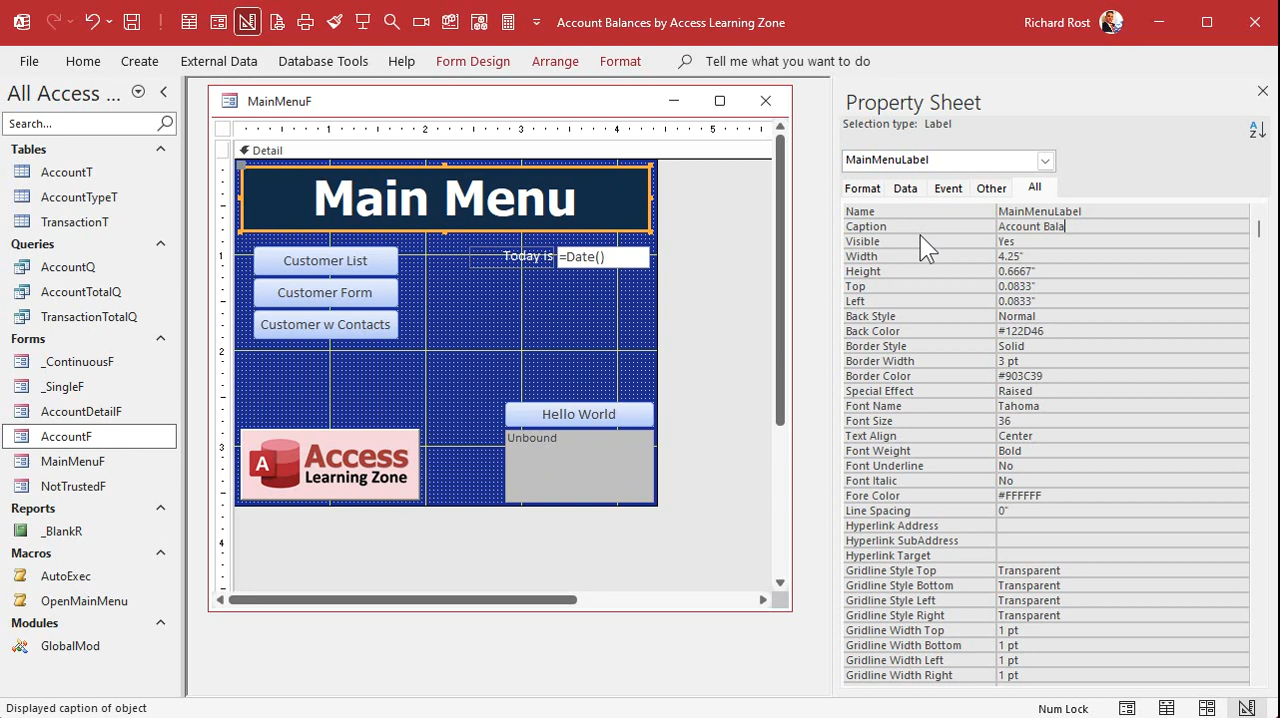 Account Balances by Access Learning Zone
Richard Rost
File Home Create External Data Database Tools Help Form Design Arrange Format Tell me what you want to do
All Access ...
Search...
Tables
AccountT
AccountTypeT
TransactionT
Queries
AccountQ
AccountTotalQ
TransactionTotalQ
Forms
_ContinuousF
_SingleF
AccountDetailF
AccountF
MainMenuF
NotTrustedF
Reports
_BlankR
Macros
AutoExec
OpenMainMenu
Modules
GlobalMod
MainMenuF
1 2 3 4 5
Detail
Main Menu
1
Customer List
Today is =Date()
Customer Form
Customer w Contacts
2
Hello World
Unbound
3
A Access
Learning Zone
4
Property Sheet
Selection type: Label
A
Z
MainMenuLabel
Format Data Event Other All
Name MainMenuLabel
Caption Account Bala
Visible Yes
Width 4.25"
Height 0.6667"
Top 0.0833"
Left 0.0833"
Back Style Normal
Back Color #122D46
Border Style Solid
Border Width 3 pt
Border Color #903C39
Special Effect Raised
Font Name Tahoma
Font Size 36
Text Align Center
Font Weight Bold
Font Underline No
Font Italic No
Fore Color #FFFFFF
Line Spacing 0"
Hyperlink Address
Hyperlink SubAddress
Hyperlink Target
Gridline Style Top Transparent
Gridline Style Bottom Transparent
Gridline Style Left Transparent
Gridline Style Right Transparent
Gridline Width Top 1 pt
Gridline Width Bottom 1 pt
Gridline Width Left 1 pt
Gridline Width Right 1 pt
Displayed caption of object
Num Lock